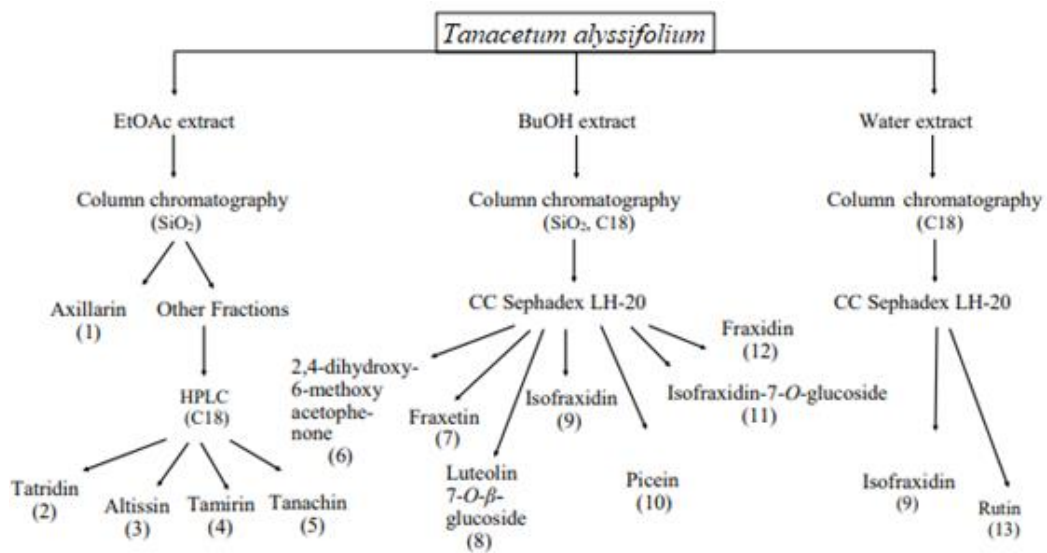 Tanacetum alyssifolium
EtOAc extract
BuOH extract
Water extract
Column chromatography
(SiO₂)
Column chromatography
(SiO₂, C18)
Column chromatography
(C18)
Axillarin
(1)
Other Fractions
CC Sephadex LH-20
CC Sephadex LH-20
HPLC
(C18)
Tatridin
(2)
Altissin
(3)
Tamirin
(4)
Tanachin
(5)
2,4-dihydroxy-
6-methoxy
acetophe-
none
(6)
Fraxetin
(7)
Luteolin
7-O-β-
glucoside
(8)
Isofraxidin
(9)
Picein
(10)
Isofraxidin-7-O-glucoside
(11)
Fraxidin
(12)
Isofraxidin
(9)
Rutin
(13)